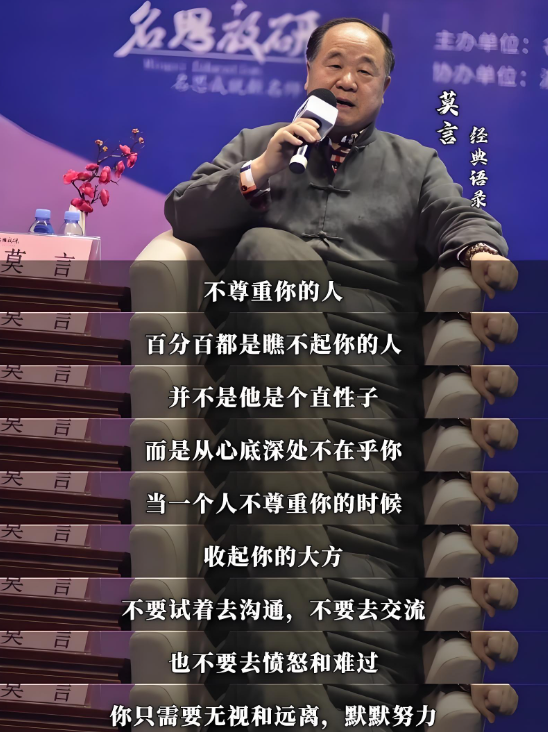 名思教研
主办单位：
协办单位：
莫言
经典语录
莫 言
不尊重你的人
百分百都是瞧不起你的人
并不是他是个直性子
而是从心底深处不在乎你
当一个人不尊重你的时候
收起你的大方
不要试着去沟通，不要去交流
也不要去愤怒和难过
你只需要无视和远离，默默努力